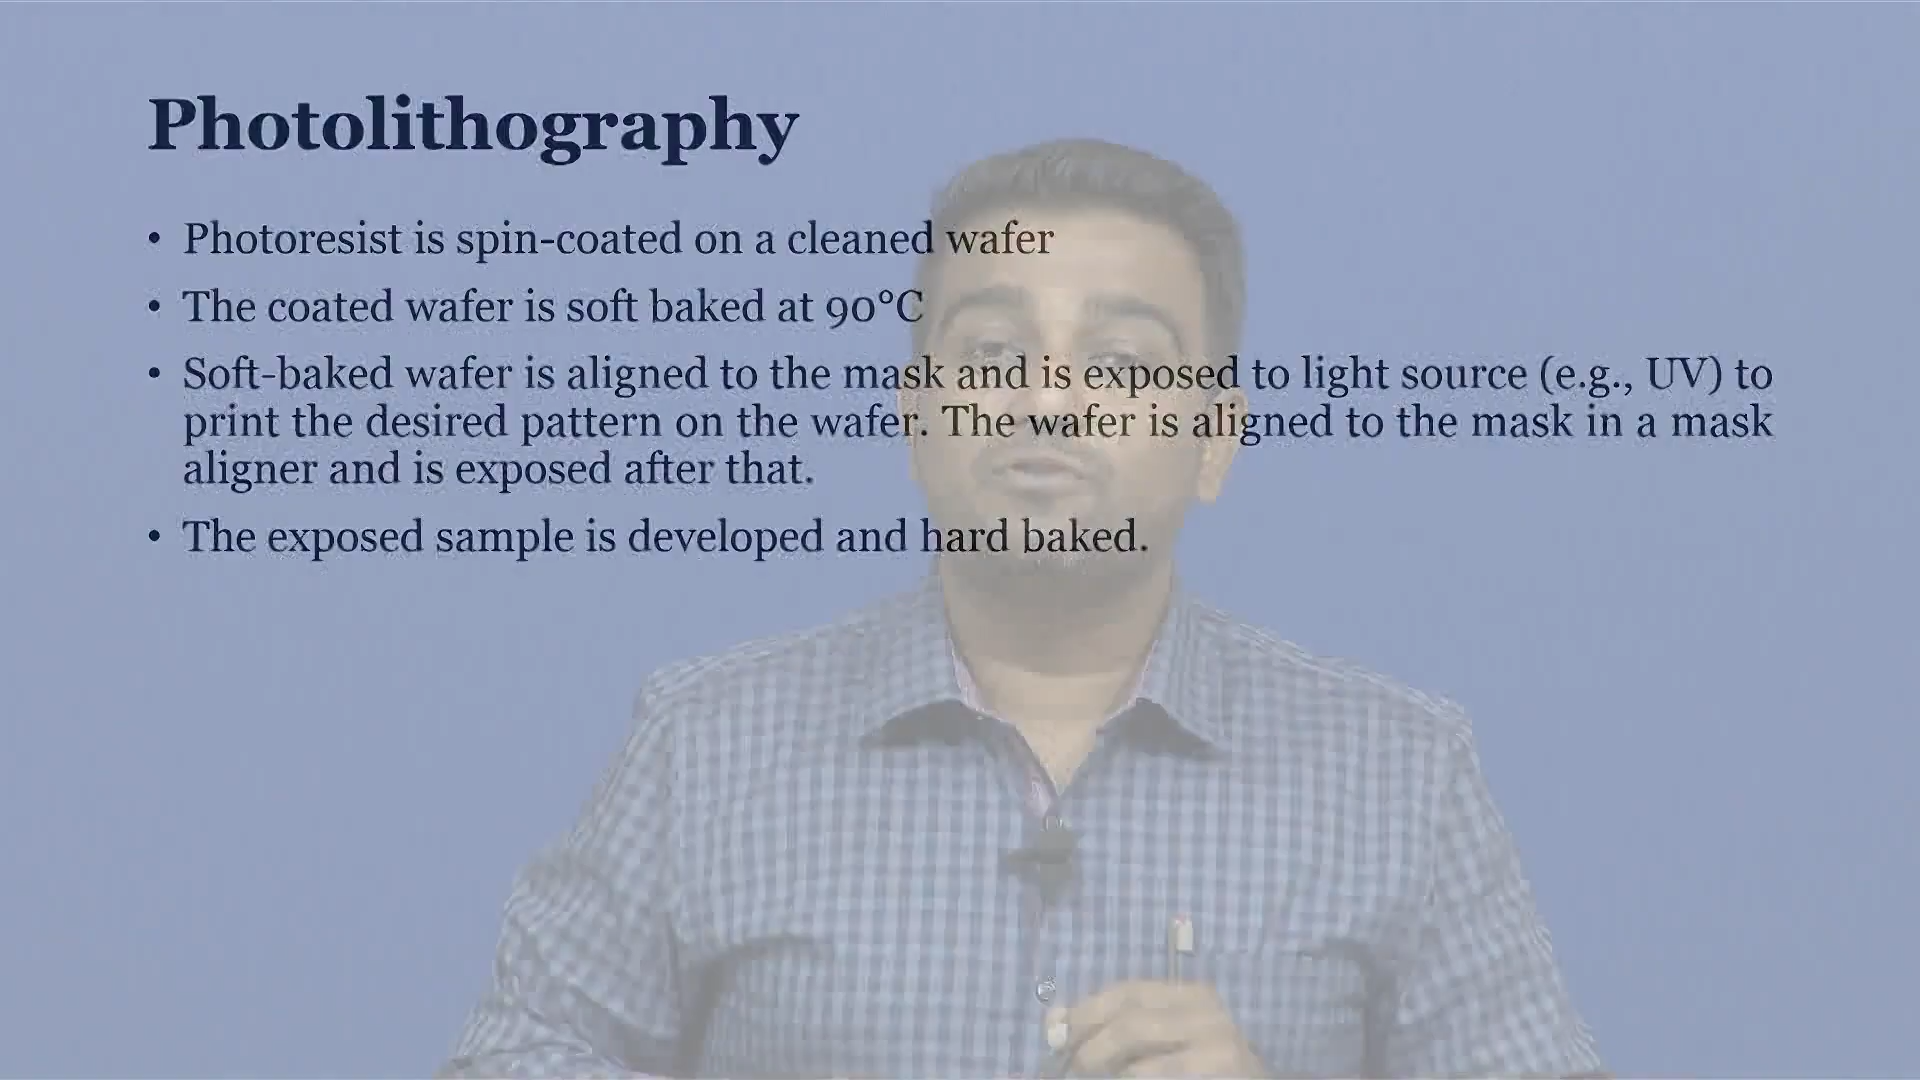 Photolithography
• Photoresist is spin-coated on a cleaned wafer
• The coated wafer is soft baked at 90°C
• Soft-baked wafer is aligned to the mask and is exposed to light source (e.g., UV) to
print the desired pattern on the wafer. The wafer is aligned to the mask in a mask
aligner and is exposed after that.
• The exposed sample is developed and hard baked.